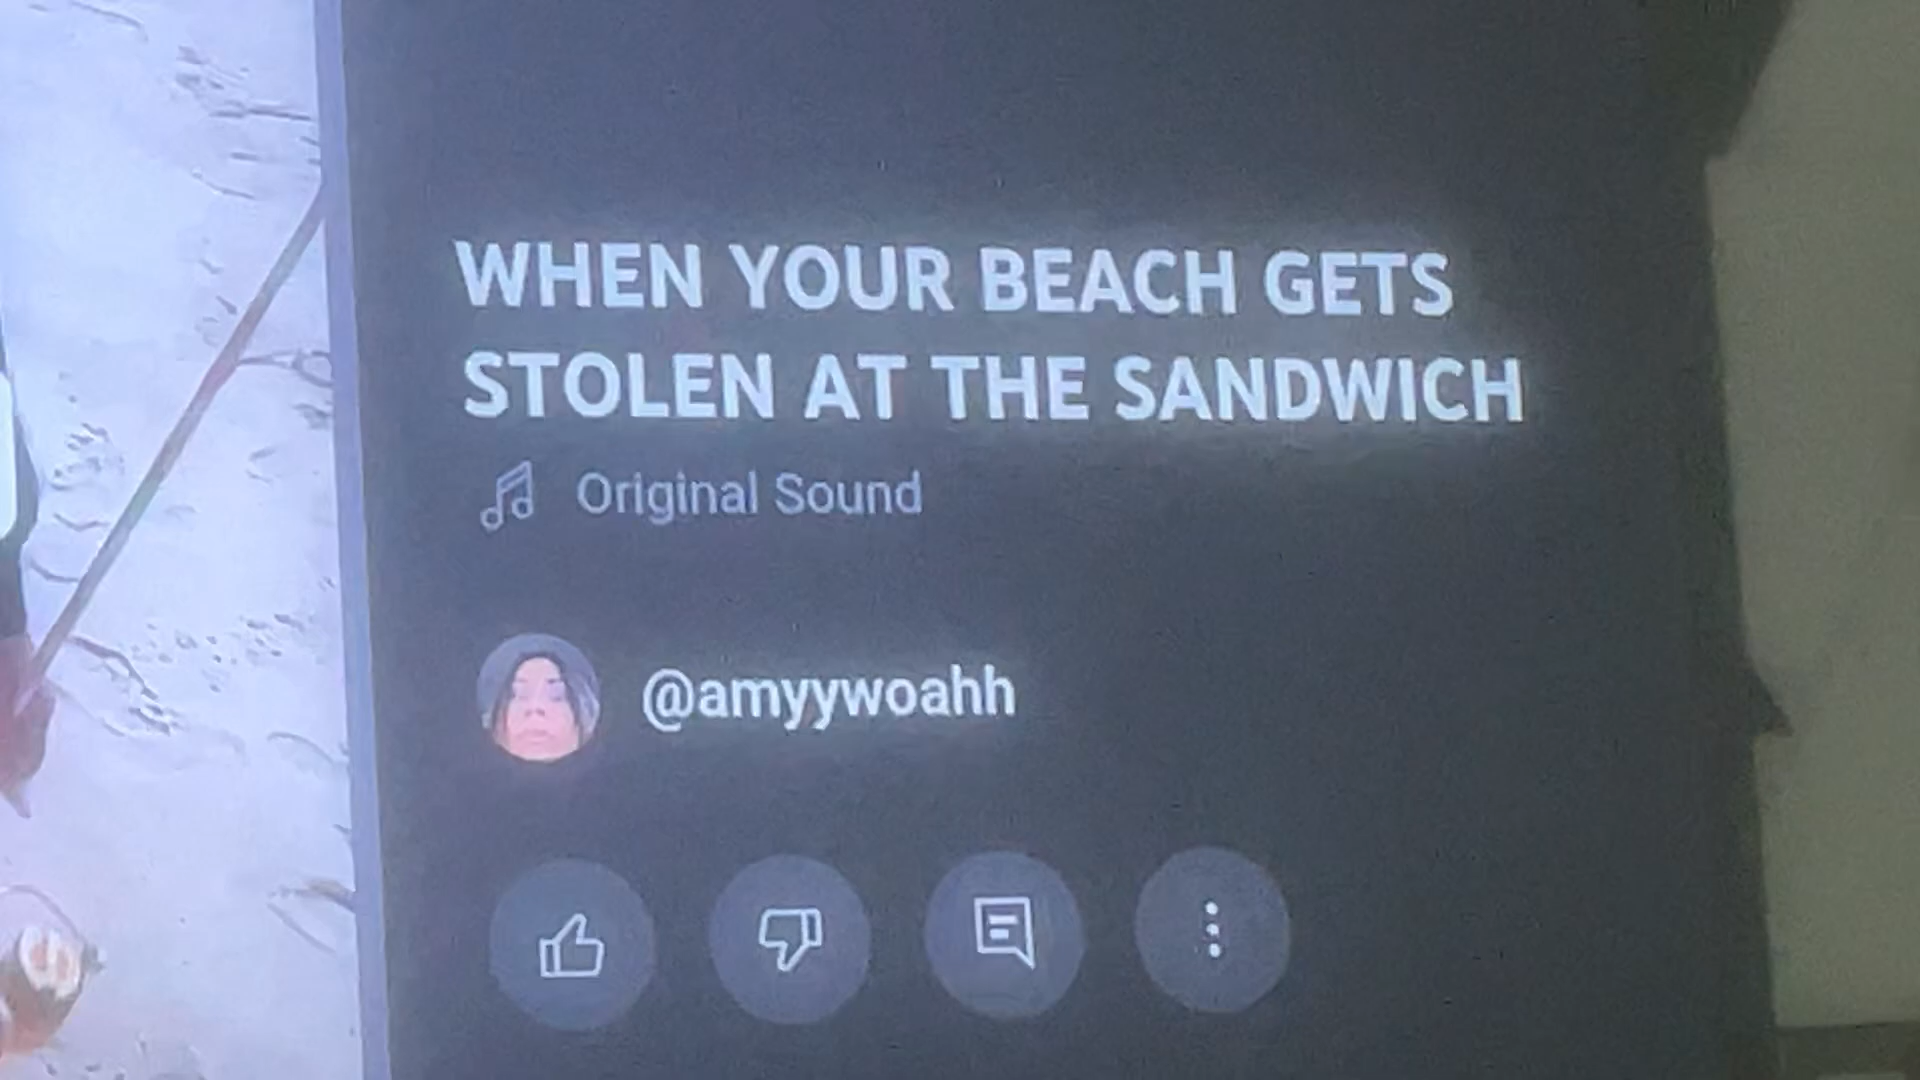 WHEN YOUR BEACH GETS
STOLEN AT THE SANDWICH
Original Sound
@amyywoahh